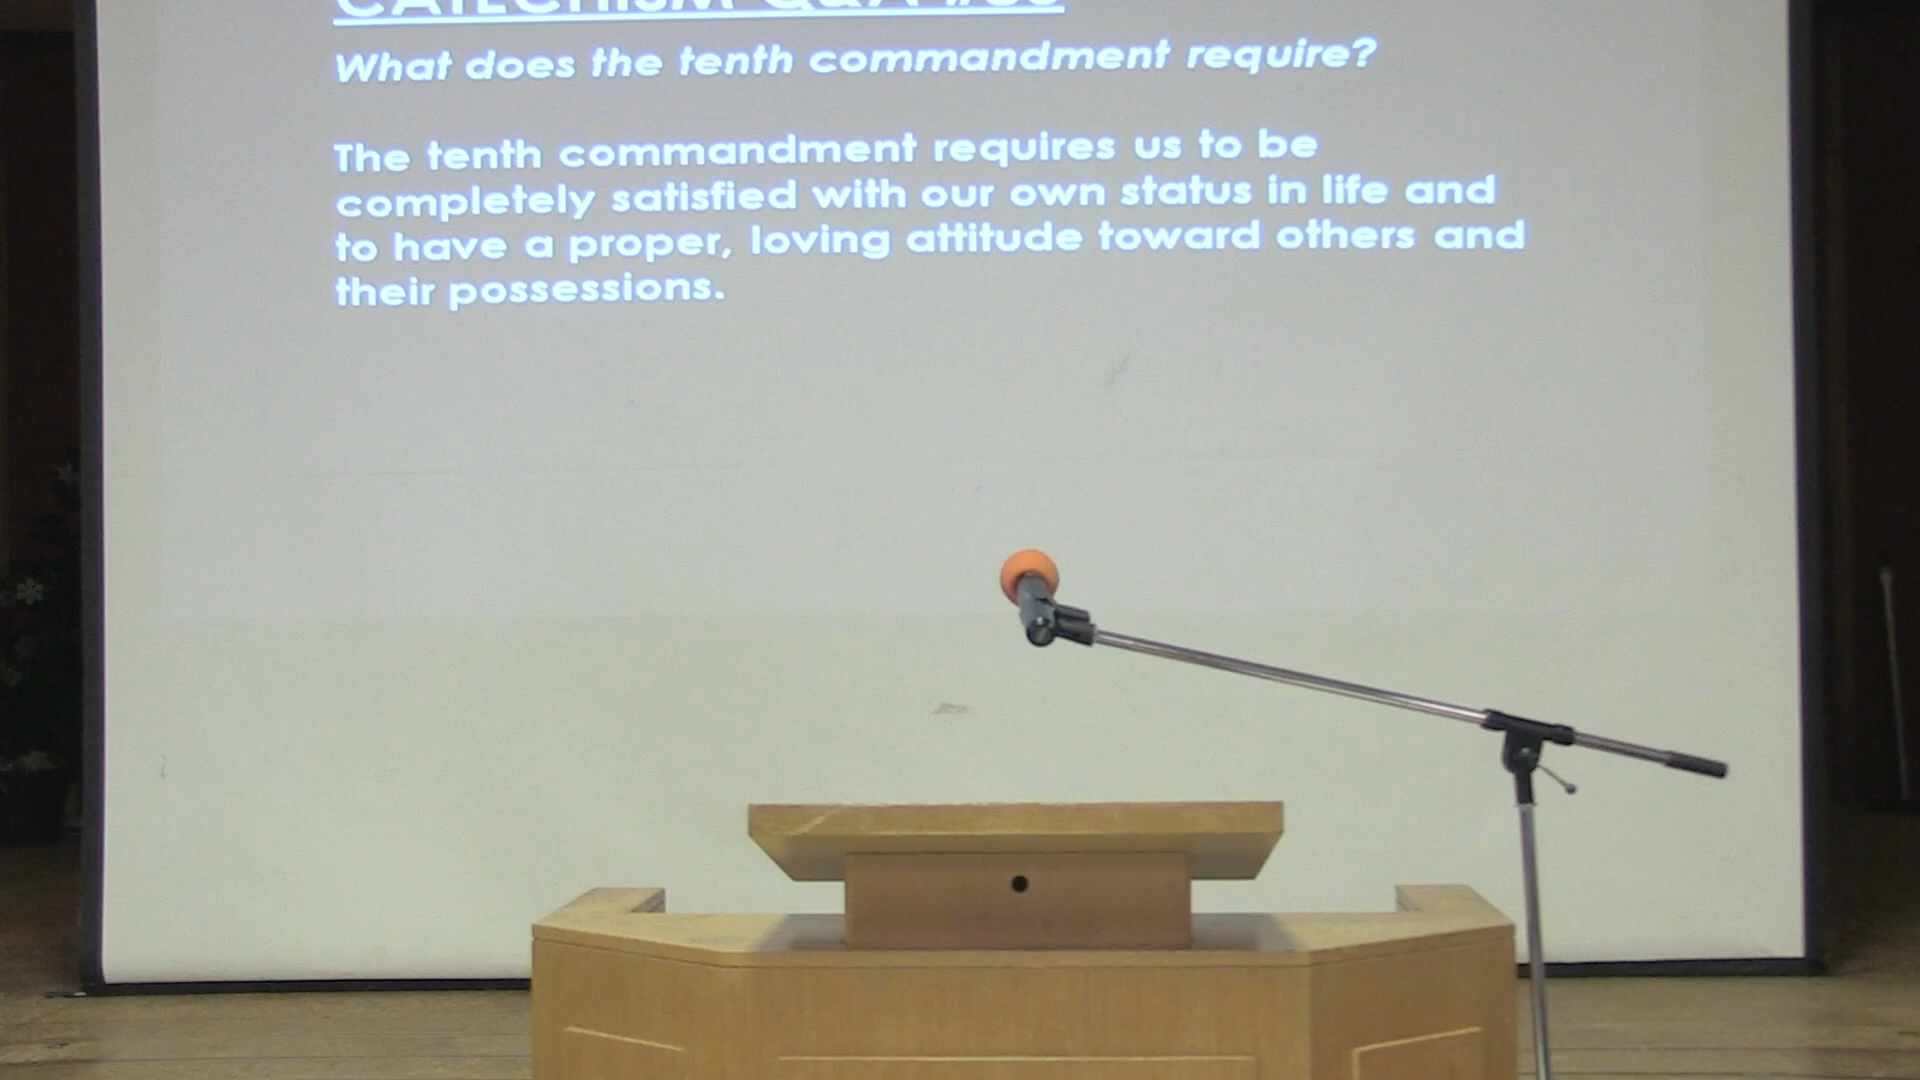 CATECHISM Q&A
What does the tenth commandment require?
The tenth commandment requires us to be
completely satisfied with our own status in life and
to have a proper, loving attitude toward others and
their possessions.